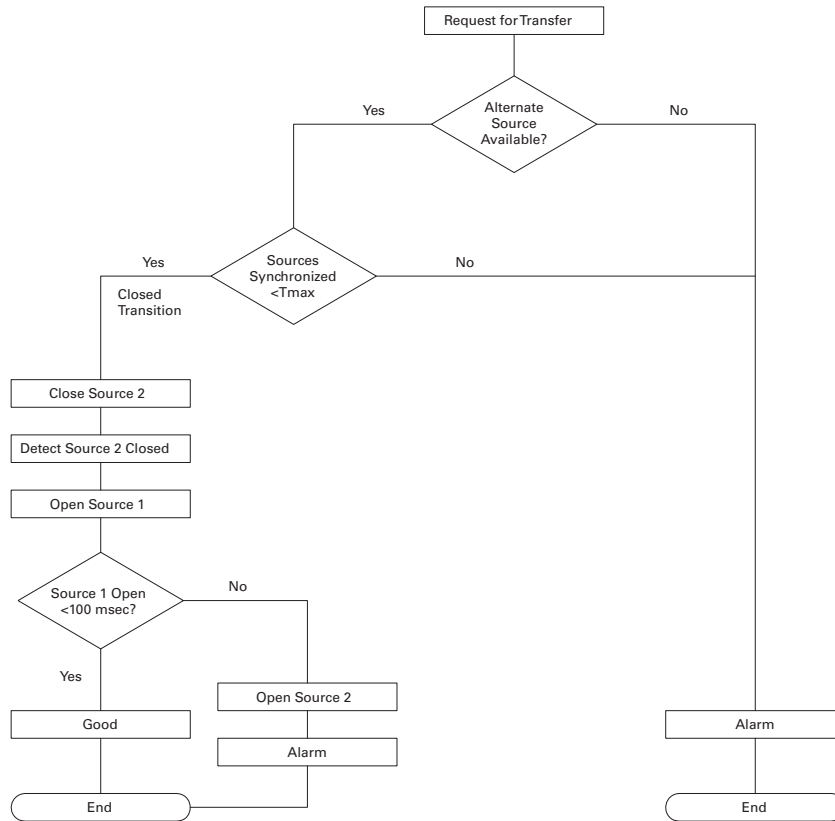 Request for Transfer
Yes
Alternate
Source
Available?
No
Yes
Closed
Transition
Sources
Synchronized
<Tmax
No
Close Source 2
Detect Source 2 Closed
Open Source 1
Source 1 Open
<100 msec?
No
Yes
Open Source 2
Good
Alarm
Alarm
End
End